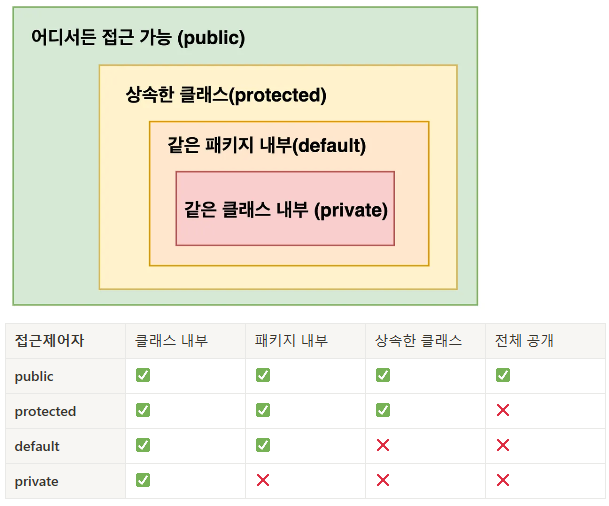 어디서든 접근 가능 (public)
상속한 클래스(protected)
같은 패키지 내부(default)
같은 클래스 내부 (private)
접근제어자 클래스 내부 패키지 내부 상속한 클래스 전체 공개
public ✅ ✅ ✅ ✅
protected ✅ ✅ ✅ ❌
default ✅ ✅ ❌ ❌
private ✅ ❌ ❌ ❌